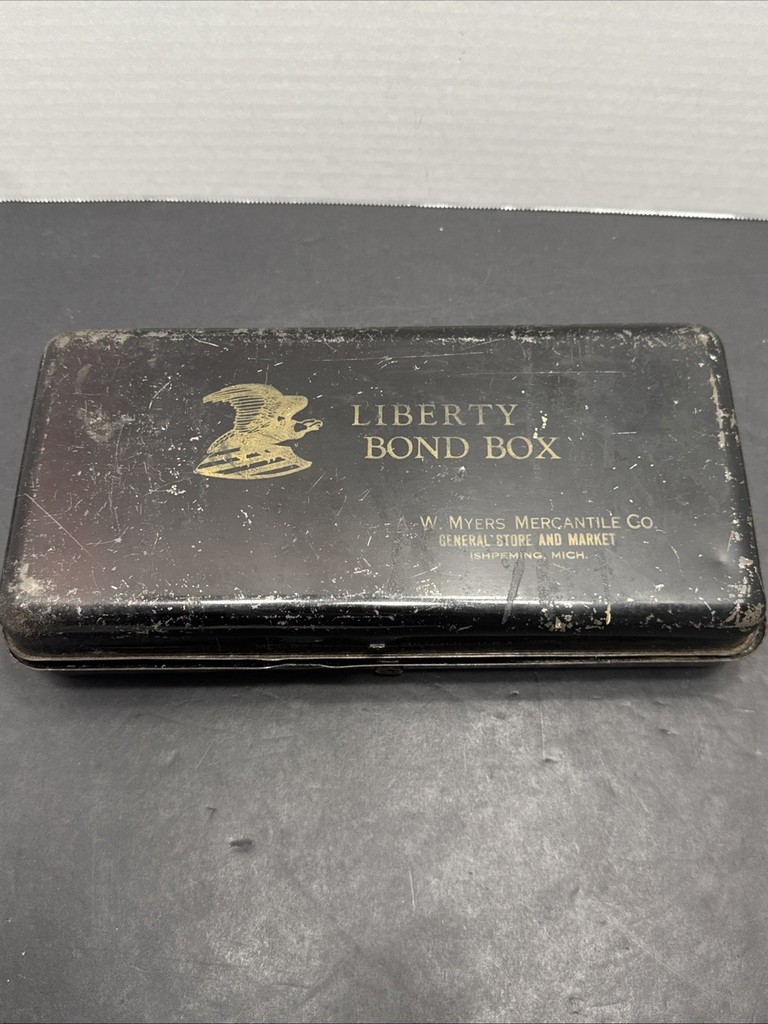 LIBERTY
BOND BOX
W. MYERS MERCANTILE CO.
GENERAL STORE AND MARKET
ISHPEMING, MICH.